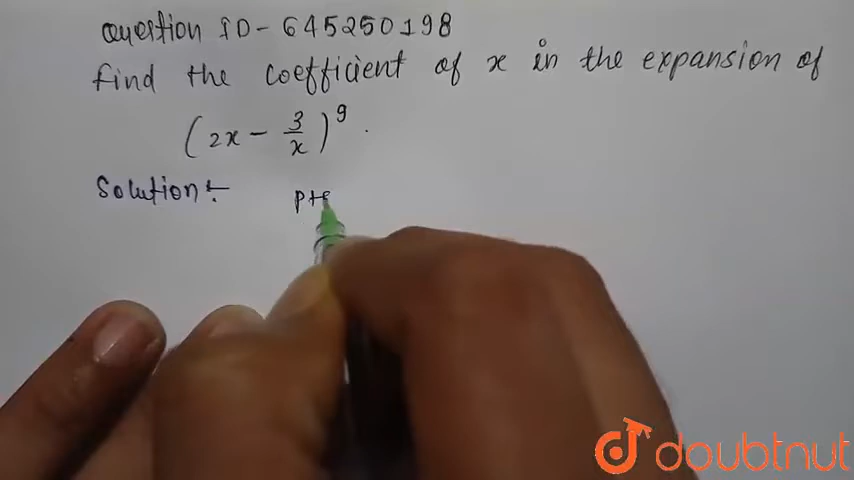 Question ID - 645250198
find the coefficient of x in the expansion of
(2x - 3/x)^9.
Solution :-
doubtnut